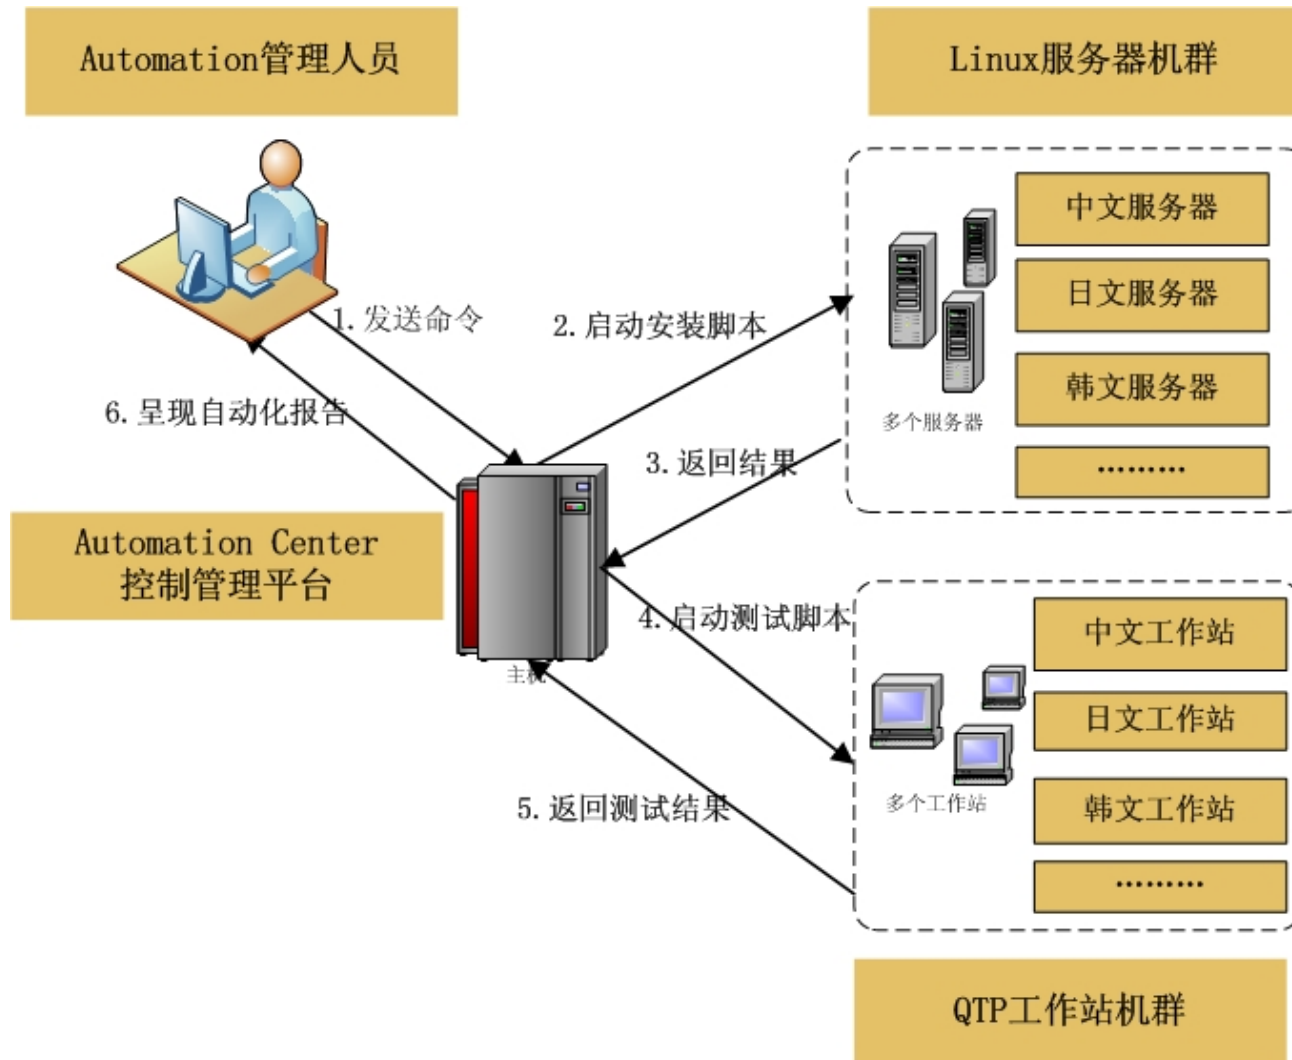 Automation管理人员
Linux服务器机群
中文服务器
日文服务器
韩文服务器
………
多个服务器
1.发送命令
2.启动安装脚本
6.呈现自动化报告
3.返回结果
Automation Center
控制管理平台
主机
4.启动测试脚本
5.返回测试结果
中文工作站
日文工作站
韩文工作站
………
多个工作站
QTP工作站机群